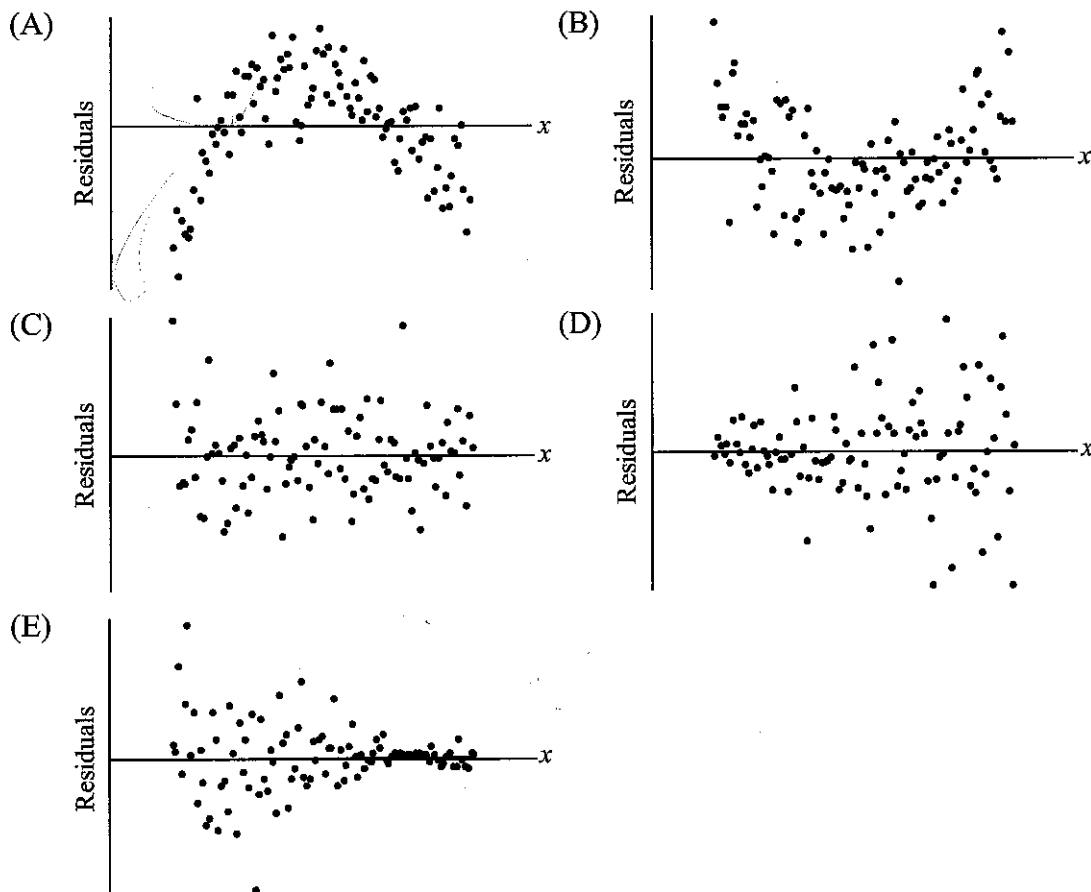 (A)
Residuals
x
(B)
Residuals
x
(C)
Residuals
x
(D)
Residuals
x
(E)
Residuals
x